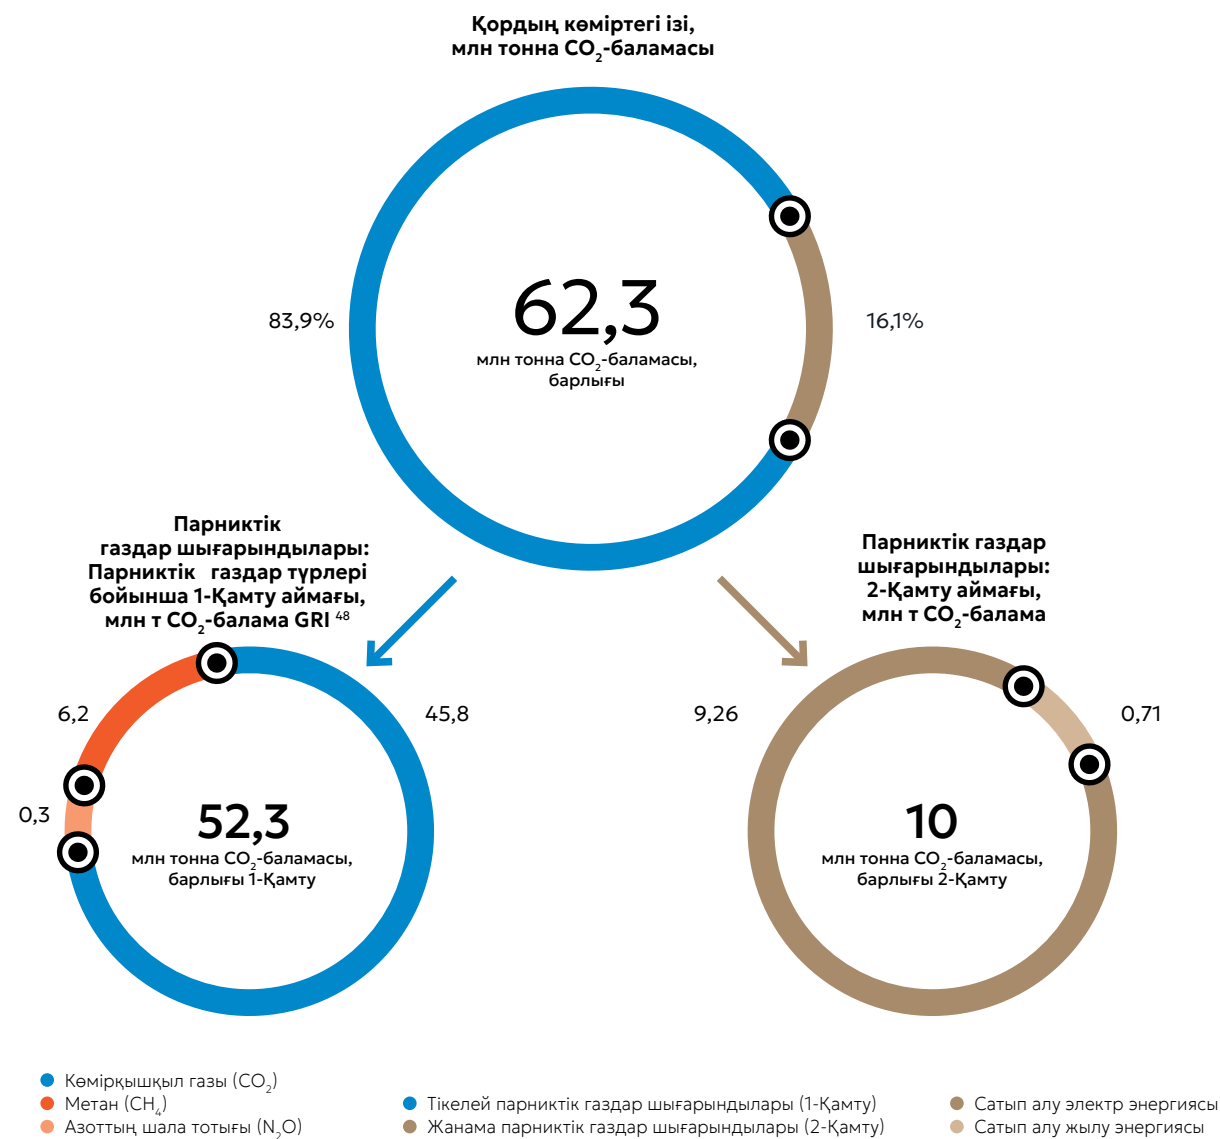 Қордың көміртегі ізі,
млн тонна CO₂-баламасы
83,9%
62,3
млн тонна CO₂-баламасы,
барлығы
16,1%
Парниктік
газдар шығарындылары:
Парниктік газдар түрлері
бойынша 1-Қамту аймағы,
млн т CO₂-балама GRI ⁴⁸
6,2
45,8
0,3
52,3
млн тонна CO₂-баламасы,
барлығы 1-Қамту
Парниктік газдар
шығарындылары:
2-Қамту аймағы,
млн т CO₂-балама
9,26
0,71
10
млн тонна CO₂-баламасы,
барлығы 2-Қамту
Көмірқышқыл газы (CO₂)
Метан (CH₄)
Азоттың шала тотығы (N₂O)
Тікелей парниктік газдар шығарындылары (1-Қамту)
Жанама парниктік газдар шығарындылары (2-Қамту)
Сатып алу электр энергиясы
Сатып алу жылу энергиясы